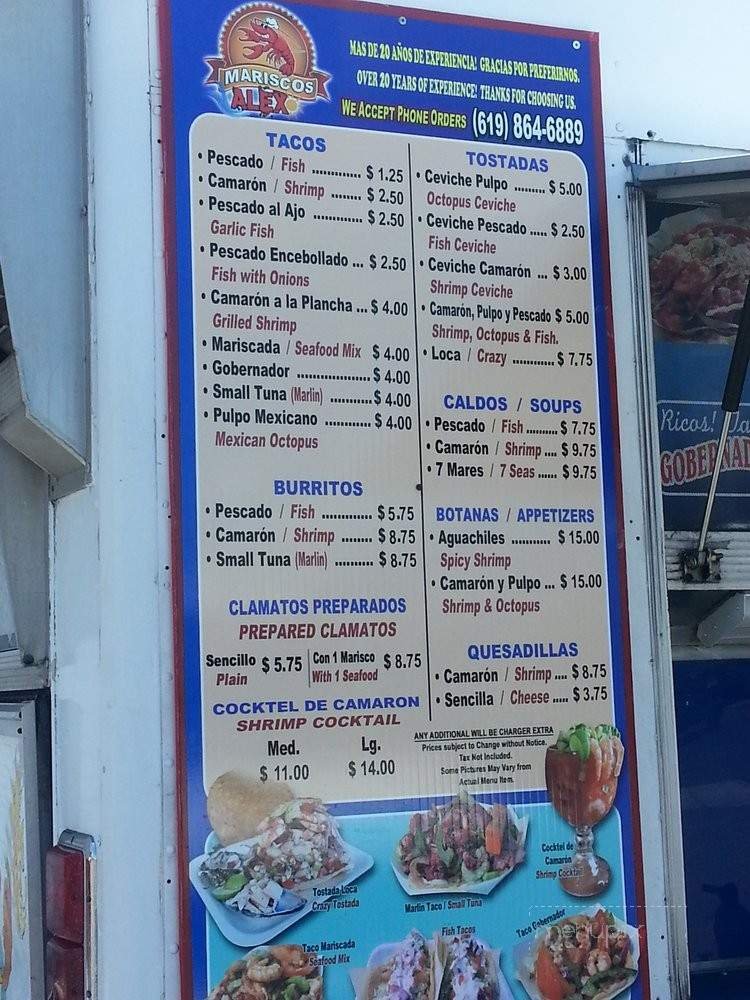 MARISCOS
ALEX
MAS DE 20 AÑOS DE EXPERIENCIA! GRACIAS POR PREFERIRNOS.
OVER 20 YEARS OF EXPERIENCE! THANKS FOR CHOOSING US.
WE ACCEPT PHONE ORDERS (619) 864-6889
TACOS
• Pescado / Fish ............. $ 1.25
• Camarón / Shrimp ....... $ 2.50
• Pescado al Ajo ............. $ 2.50
Garlic Fish
• Pescado Encebollado ... $ 2.50
Fish with Onions
• Camarón a la Plancha ... $ 4.00
Grilled Shrimp
• Mariscada / Seafood Mix $ 4.00
• Gobernador .................... $ 4.00
• Small Tuna (Marlin) ........... $ 4.00
• Pulpo Mexicano ............ $ 4.00
Mexican Octopus
BURRITOS
• Pescado / Fish ............. $ 5.75
• Camarón / Shrimp ........ $ 8.75
• Small Tuna (Marlin) .......... $ 8.75
CLAMATOS PREPARADOS
PREPARED CLAMATOS
Sencillo $ 5.75 Con 1 Marisco $ 8.75
Plain With 1 Seafood
COCKTEL DE CAMARON
SHRIMP COCKTAIL
Med. Lg.
$ 11.00 $ 14.00
TOSTADAS
• Ceviche Pulpo ......... $ 5.00
Octopus Ceviche
• Ceviche Pescado ..... $ 2.50
Fish Ceviche
• Ceviche Camarón ... $ 3.00
Shrimp Ceviche
• Camarón, Pulpo y Pescado $ 5.00
Shrimp, Octopus & Fish.
• Loca / Crazy ............ $ 7.75
CALDOS / SOUPS
• Pescado / Fish .......... $ 7.75
• Camarón / Shrimp .... $ 9.75
• 7 Mares / 7 Seas ...... $ 9.75
BOTANAS / APPETIZERS
• Aguachiles ........... $ 15.00
Spicy Shrimp
• Camarón y Pulpo ... $ 15.00
Shrimp & Octopus
QUESADILLAS
• Camarón / Shrimp .... $ 8.75
• Sencilla / Cheese ..... $ 3.75
ANY ADDITIONAL WILL BE CHARGER EXTRA
Prices subject to Change without Notice.
Tax Not Included.
Some Pictures May Vary from
Actual Menu Item.
Tostada Loca
Crazy Tostada
Marlin Taco / Small Tuna
Cocktel de
Camarón
Shrimp Cocktail
Taco Mariscada
Seafood Mix
Fish Tacos
Taco Gobernador
Ricos!
GOBERNAD
menupix